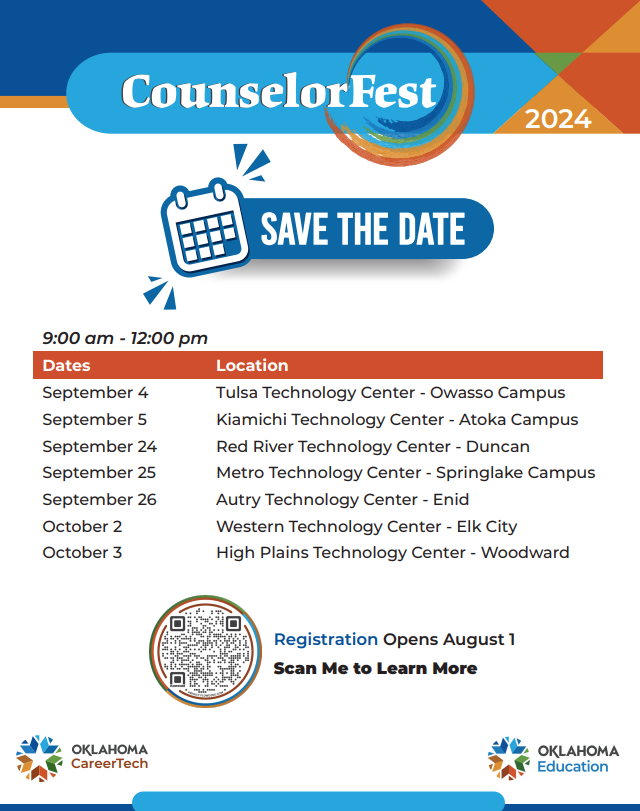 CounselorFest
2024
SAVE THE DATE
9:00 am - 12:00 pm
Dates Location
September 4 Tulsa Technology Center - Owasso Campus
September 5 Kiamichi Technology Center - Atoka Campus
September 24 Red River Technology Center - Duncan
September 25 Metro Technology Center - Springlake Campus
September 26 Autry Technology Center - Enid
October 2 Western Technology Center - Elk City
October 3 High Plains Technology Center - Woodward
Registration Opens August 1
Scan Me to Learn More
OKLAHOMA
CareerTech
OKLAHOMA
Education